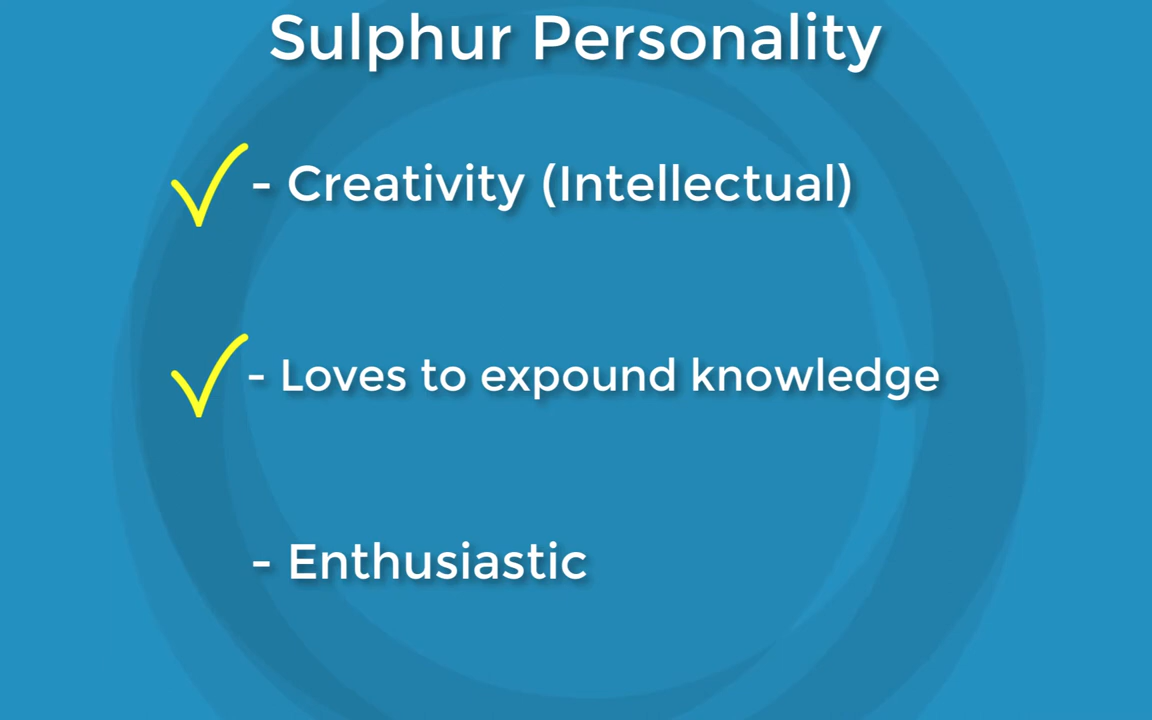 Sulphur Personality
- Creativity (Intellectual)
- Loves to expound knowledge
- Enthusiastic